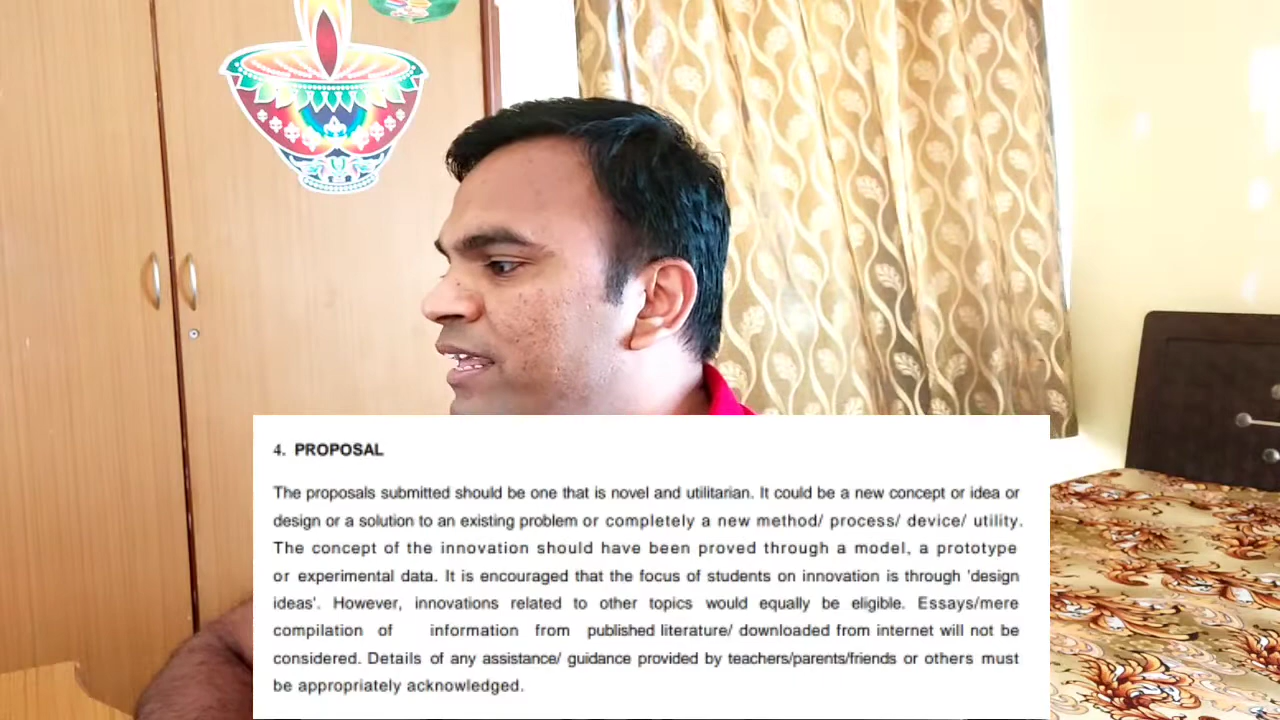 4. PROPOSAL
The proposals submitted should be one that is novel and utilitarian. It could be a new concept or idea or
design or a solution to an existing problem or completely a new method/ process/ device/ utility.
The concept of the innovation should have been proved through a model, a prototype
or experimental data. It is encouraged that the focus of students on innovation is through 'design
ideas'. However, innovations related to other topics would equally be eligible. Essays/mere
compilation of information from published literature/ downloaded from internet will not be
considered. Details of any assistance/ guidance provided by teachers/parents/friends or others must
be appropriately acknowledged.